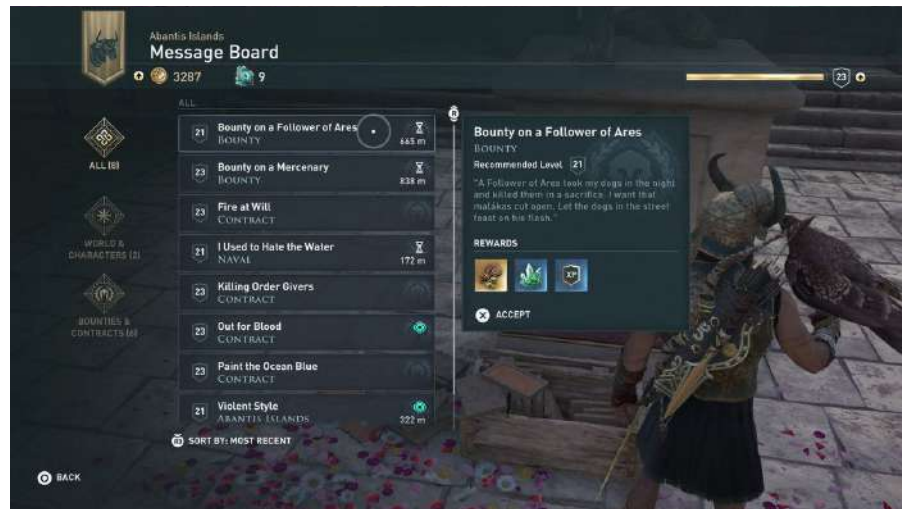 Abantis Islands
Message Board
3287
9
23
ALL
ALL (8)
WORLD &
CHARACTERS (2)
BOUNTIES &
CONTRACTS (6)
21
Bounty on a Follower of Ares
BOUNTY
665 m
23
Bounty on a Mercenary
BOUNTY
838 m
23
Fire at Will
CONTRACT
21
I Used to Hate the Water
NAVAL
172 m
23
Killing Order Givers
CONTRACT
23
Out for Blood
CONTRACT
23
Paint the Ocean Blue
CONTRACT
21
Violent Style
ABANTIS ISLANDS
322 m
SORT BY: MOST RECENT
R
Bounty on a Follower of Ares
BOUNTY
Recommended Level 21
"A Follower of Ares took my dogs in the night
and killed them in a sacrifice. I want that
malákas cut open. Let the dogs in the street
feast on his flesh."
REWARDS
XP
ACCEPT
BACK